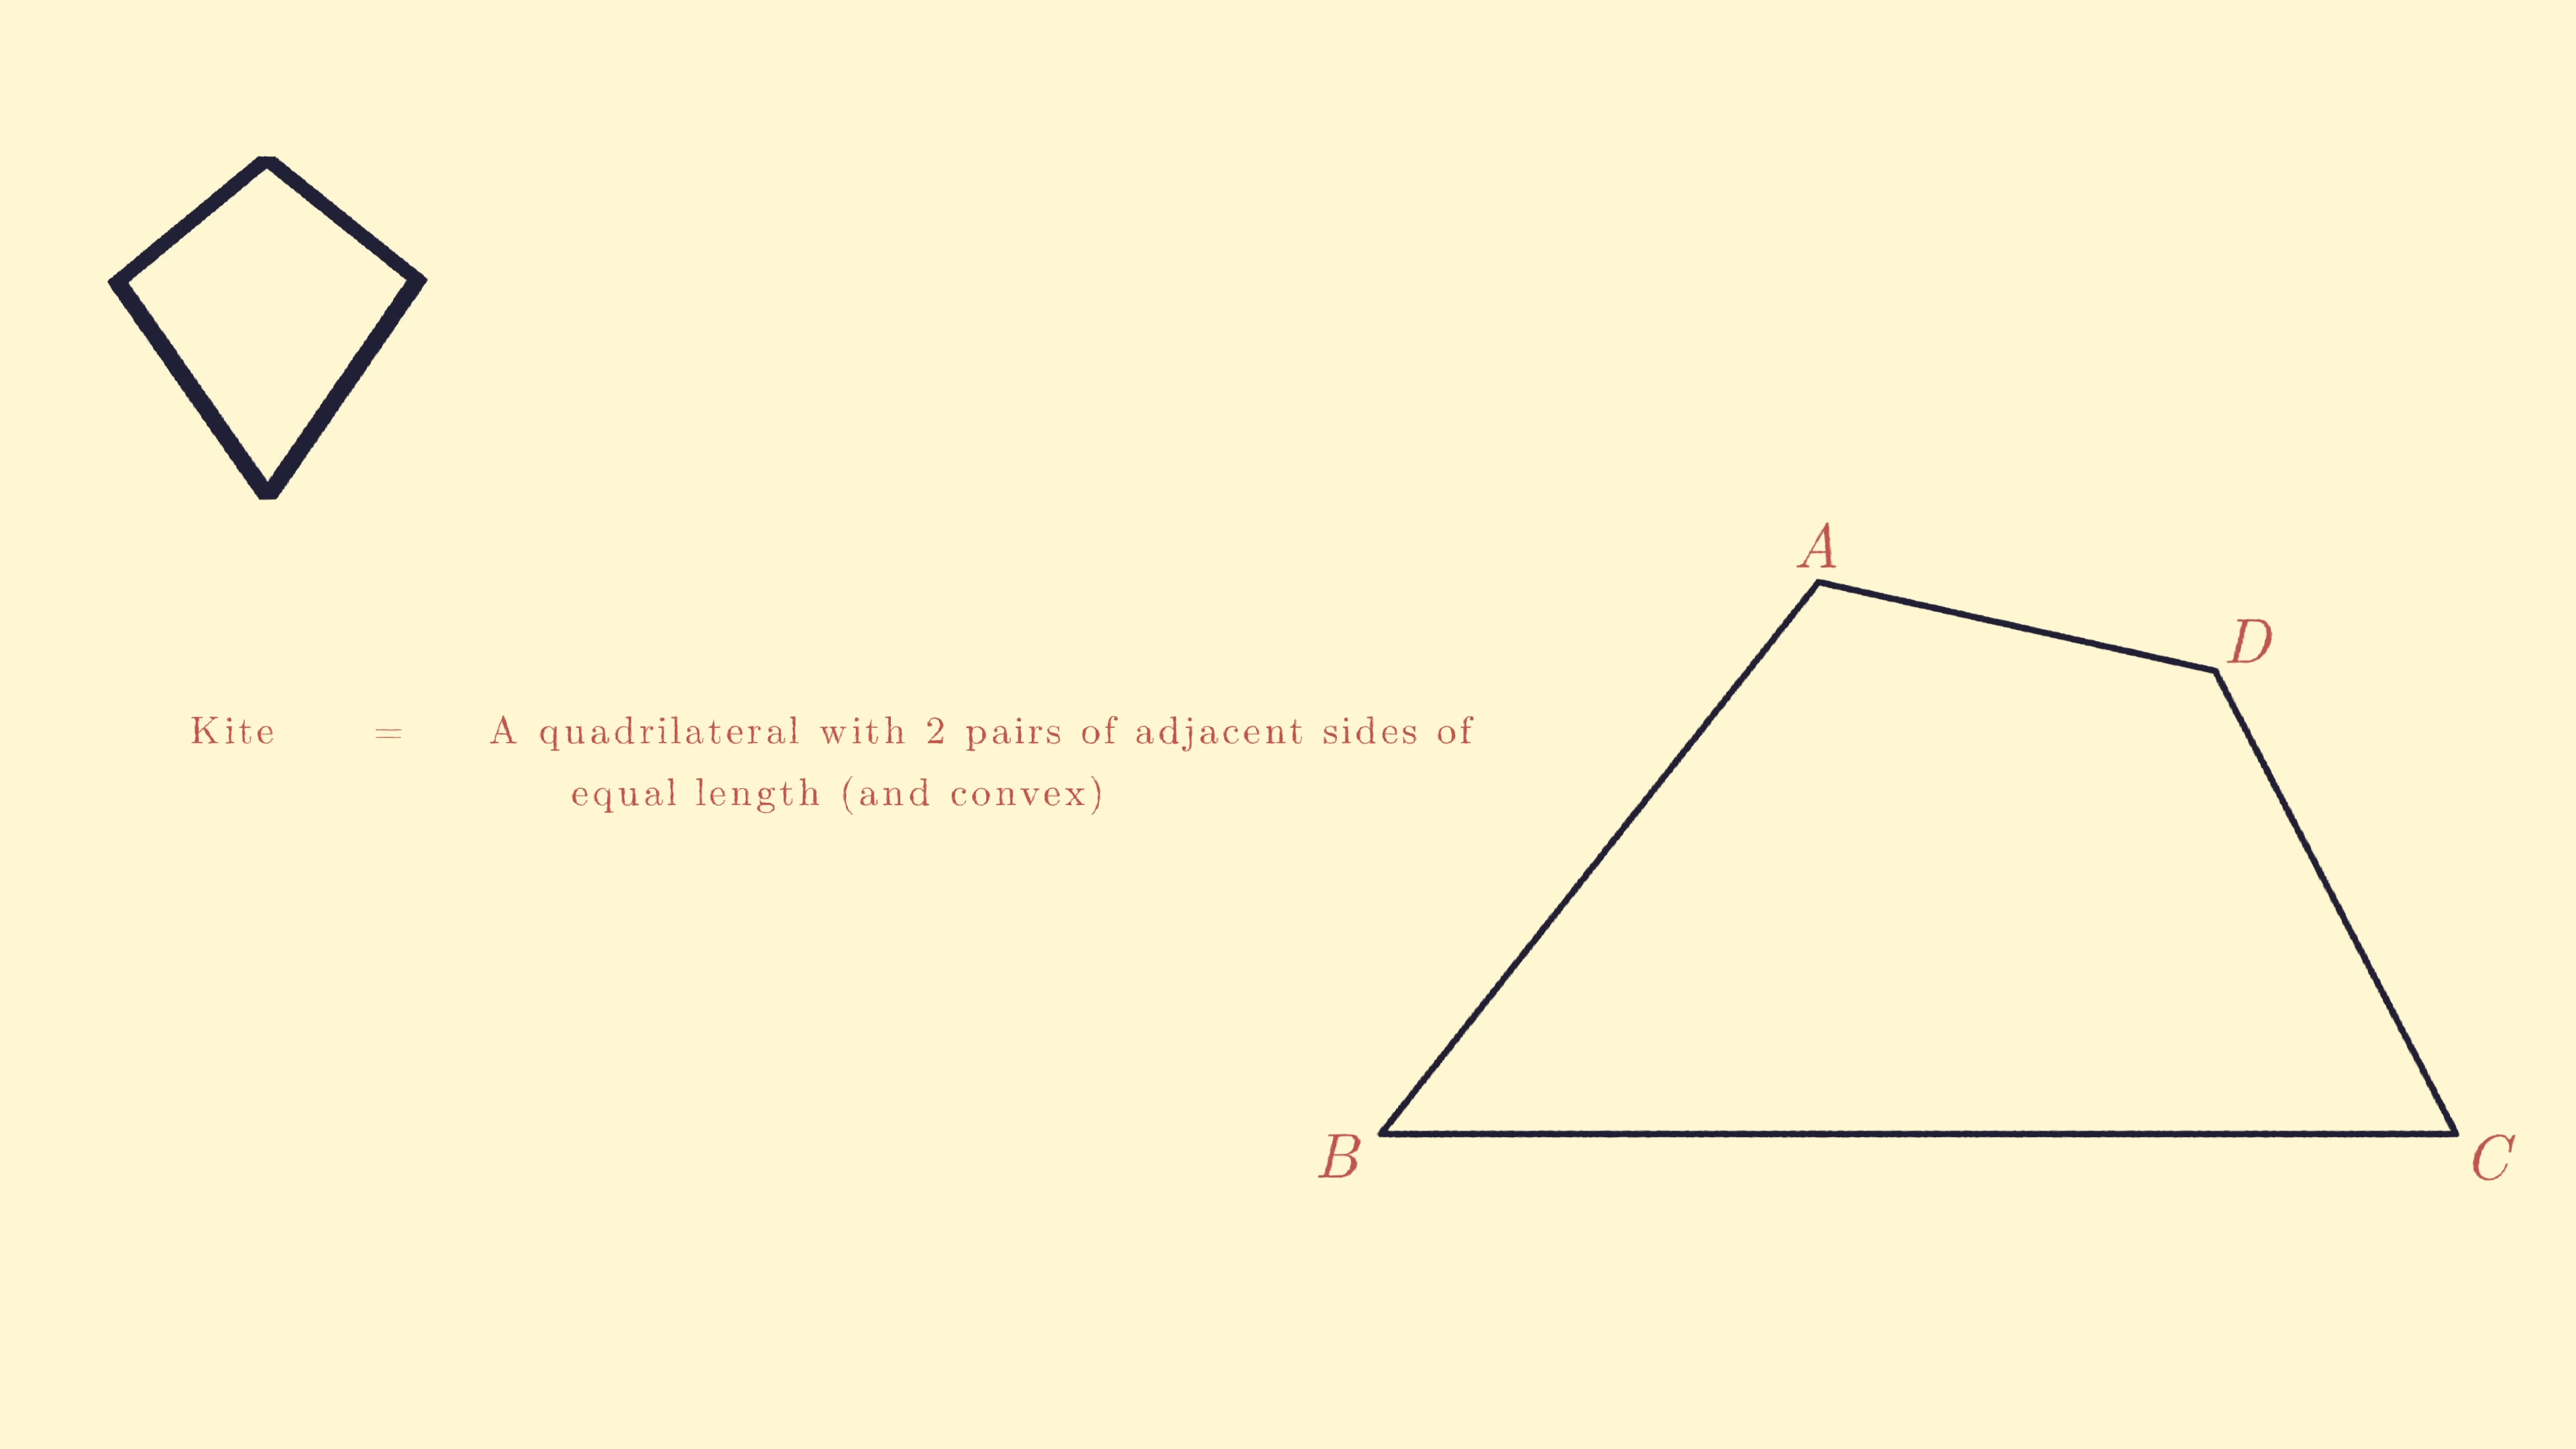 A
D
Kite = A quadrilateral with 2 pairs of adjacent sides of
equal length (and convex)
B
C